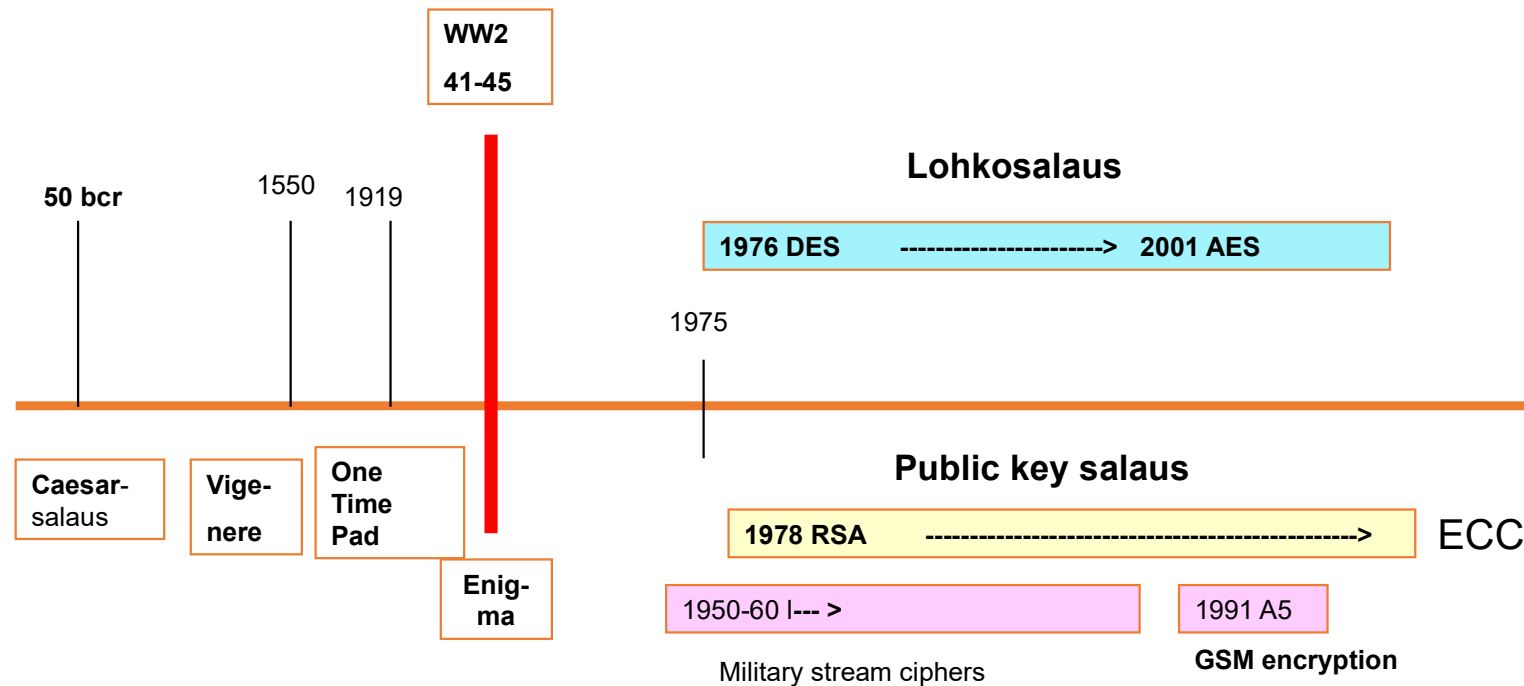 WW2
41-45
50 bcr
1550
1919
Lohkosalaus
1976 DES -----------------------> 2001 AES
1975
Caesar-
salaus
Vige-
nere
One
Time
Pad
Enig-
ma
Public key salaus
1978 RSA ------------------------------------------------->
ECC
1950-60 I--- >
Military stream ciphers
1991 A5
GSM encryption